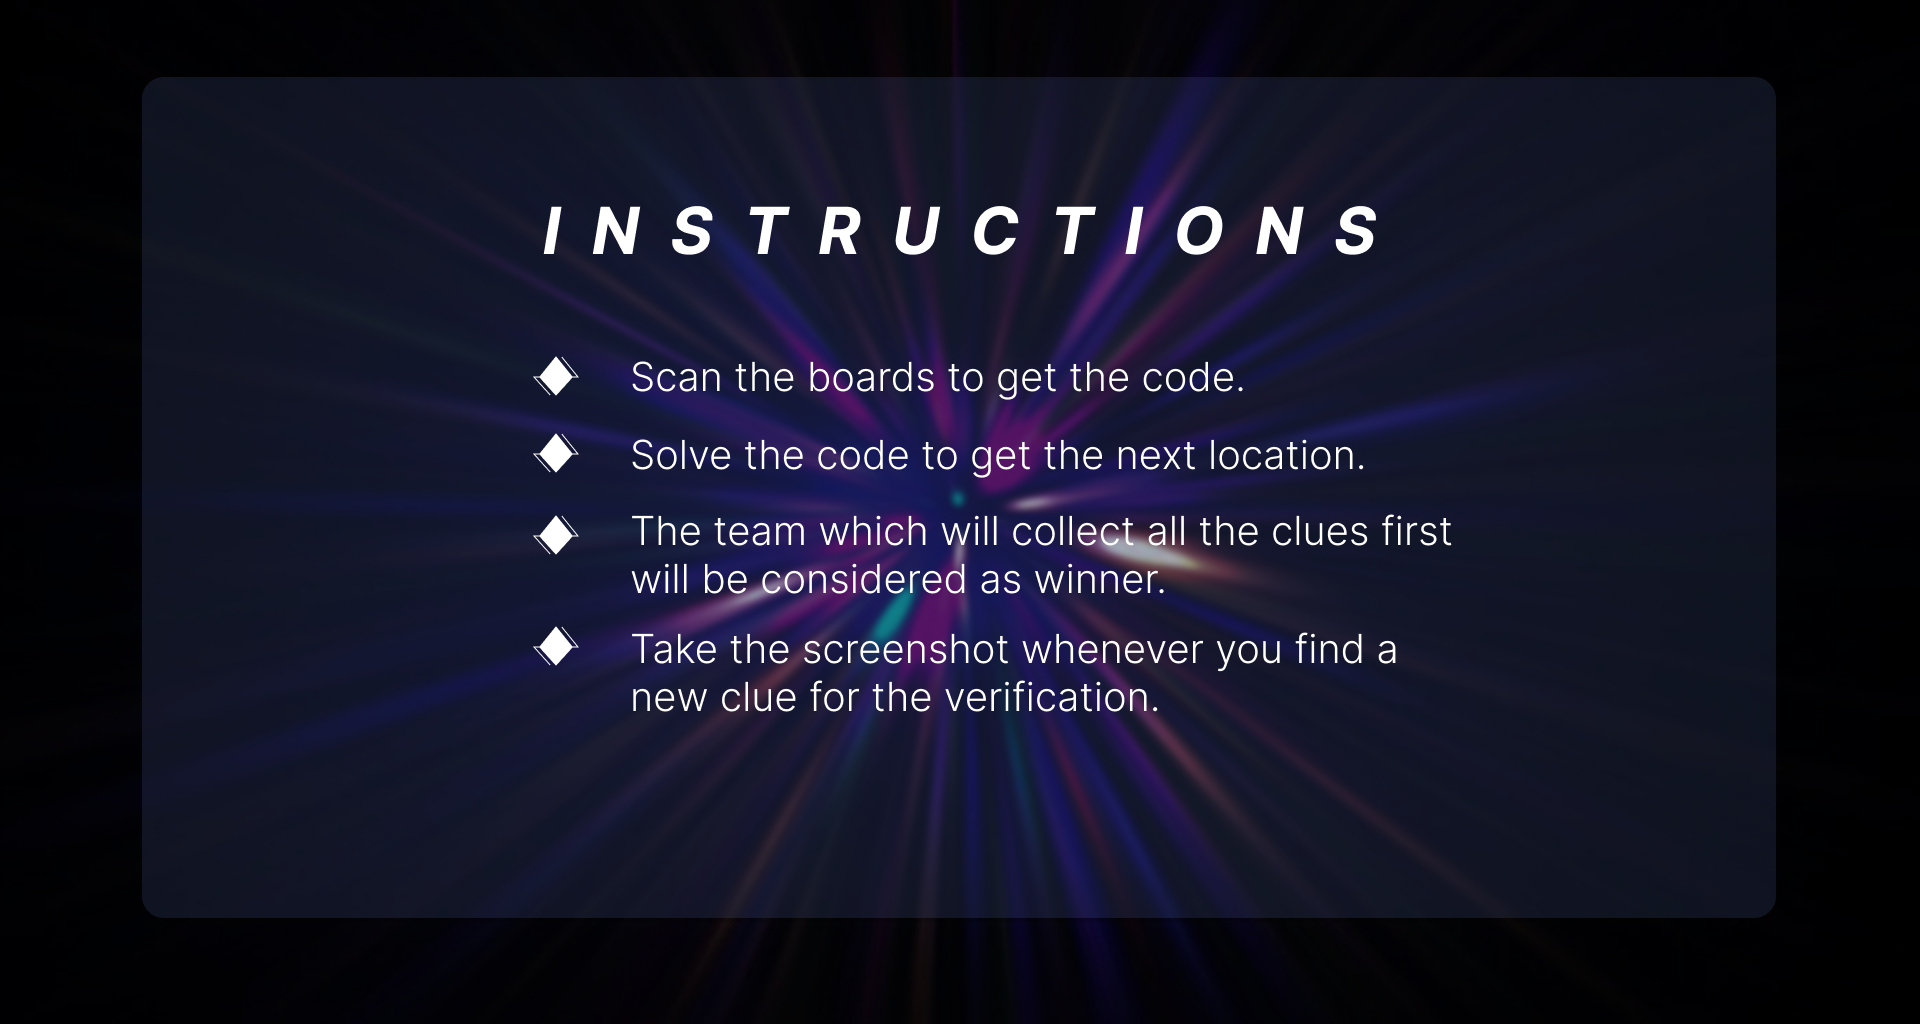 INSTRUCTIONS
Scan the boards to get the code.
Solve the code to get the next location.
The team which will collect all the clues first
will be considered as winner.
Take the screenshot whenever you find a
new clue for the verification.